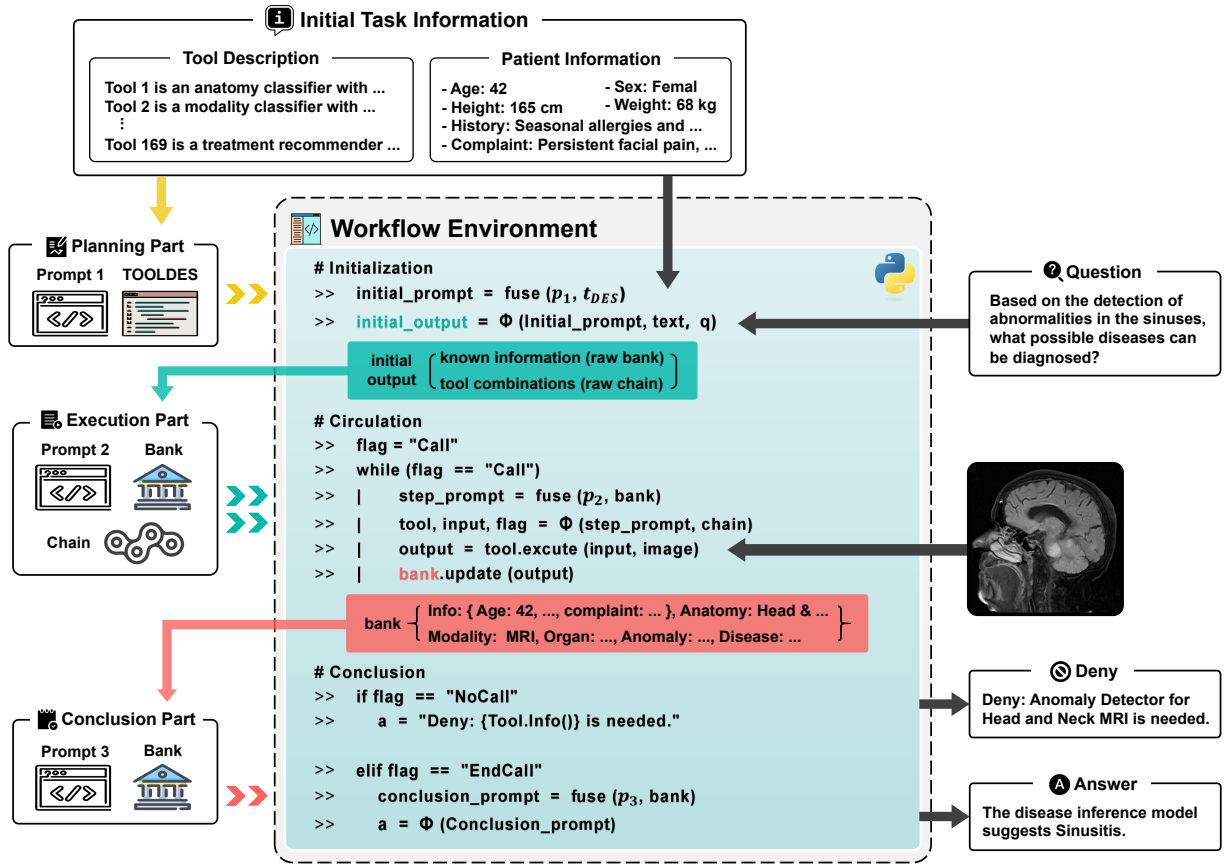 Initial Task Information
Tool Description
Tool 1 is an anatomy classifier with ...
Tool 2 is a modality classifier with ...
⋮
Tool 169 is a treatment recommender ...
Patient Information
- Age: 42
- Sex: Femal
- Height: 165 cm
- Weight: 68 kg
- History: Seasonal allergies and ...
- Complaint: Persistent facial pain, ...
Planning Part
Prompt 1 TOOLDES
</>
Execution Part
Prompt 2 Bank
</>
Chain
Conclusion Part
Prompt 3 Bank
</>
</> Workflow Environment
# Initialization
>> initial_prompt = fuse (p₁, t_DES)
>> initial_output = Φ (Initial_prompt, text, q)
initial output
known information (raw bank)
tool combinations (raw chain)
# Circulation
>> flag = "Call"
>> while (flag == "Call")
>> | step_prompt = fuse (p₂, bank)
>> | tool, input, flag = Φ (step_prompt, chain)
>> | output = tool.excute (input, image)
>> | bank.update (output)
bank
Info: { Age: 42, ..., complaint: ... }, Anatomy: Head & ...
Modality: MRI, Organ: ..., Anomaly: ..., Disease: ...
# Conclusion
>> if flag == "NoCall"
>> a = "Deny: {Tool.Info()} is needed."
>> elif flag == "EndCall"
>> conclusion_prompt = fuse (p₃, bank)
>> a = Φ (Conclusion_prompt)
? Question
Based on the detection of
abnormalities in the sinuses,
what possible diseases can
be diagnosed?
Deny
Deny: Anomaly Detector for
Head and Neck MRI is needed.
A Answer
The disease inference model
suggests Sinusitis.